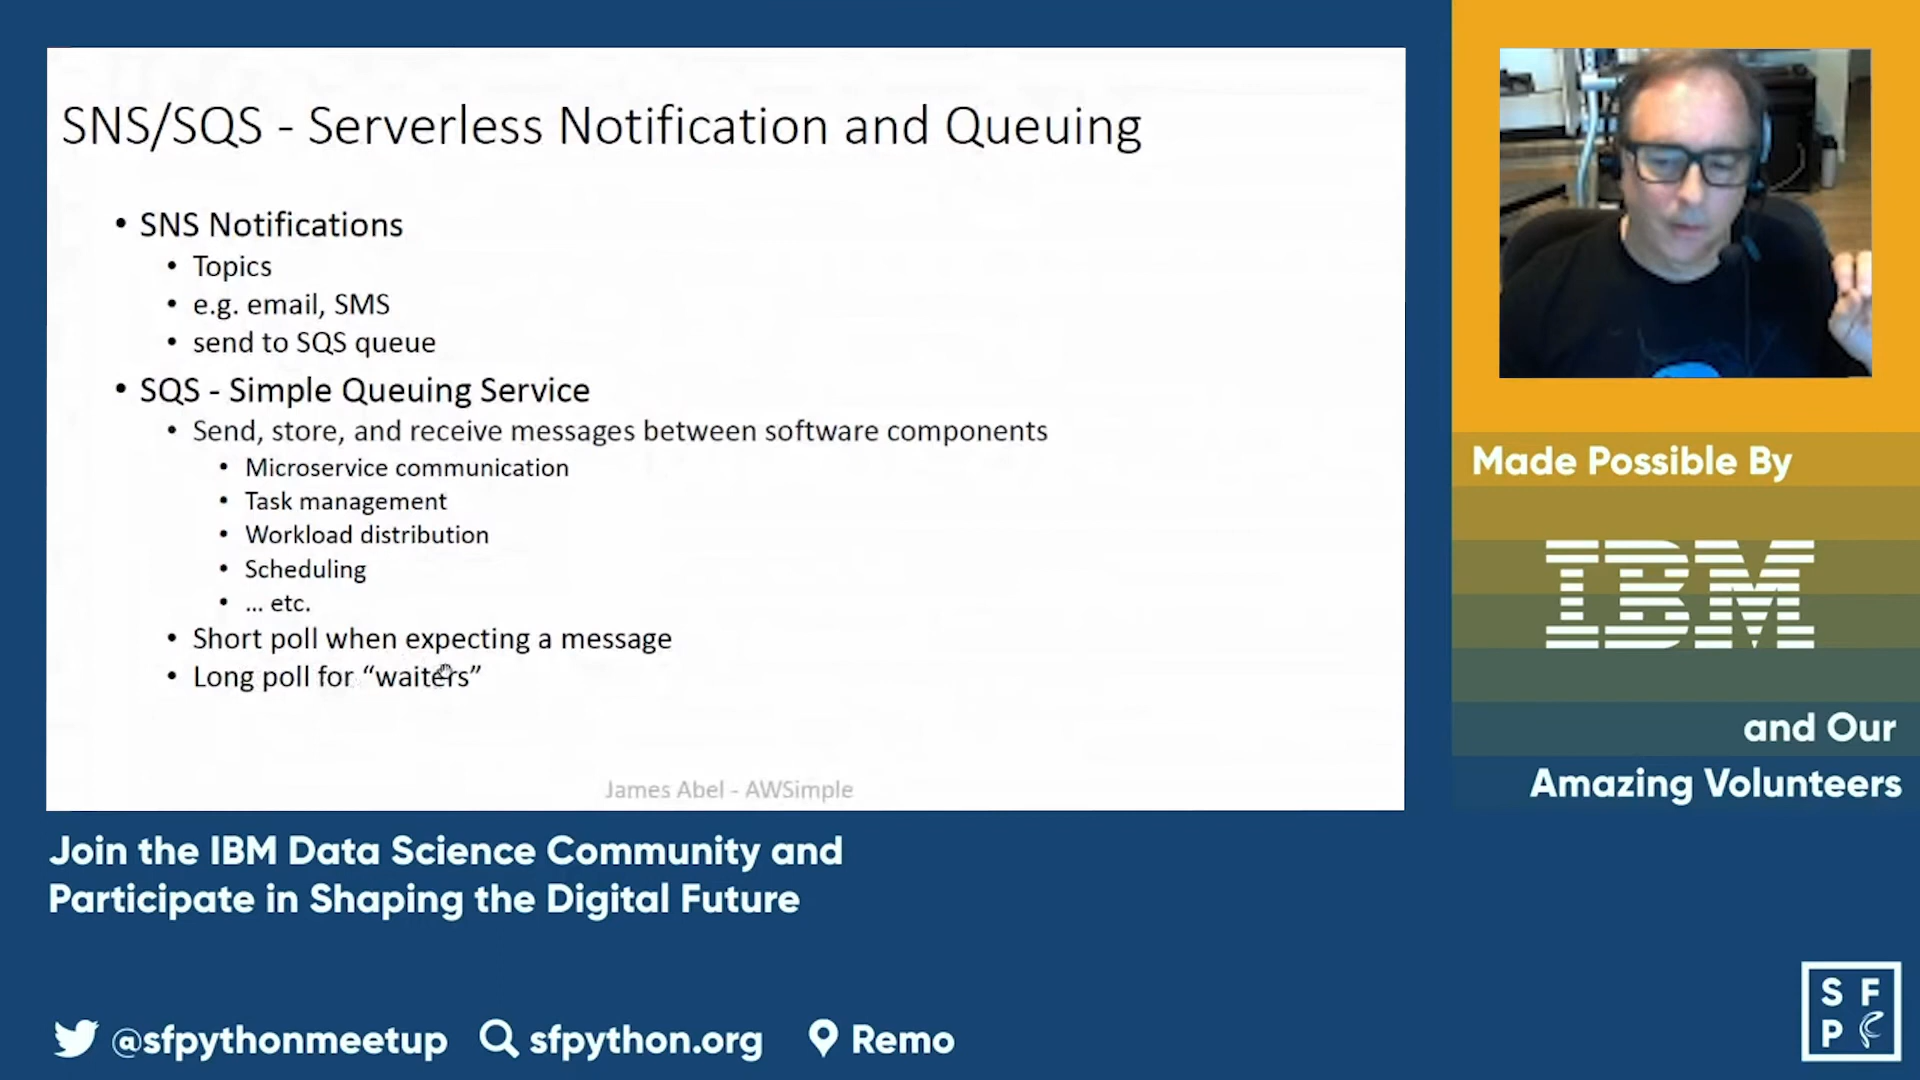 SNS/SQS - Serverless Notification and Queuing
• SNS Notifications
• Topics
• e.g. email, SMS
• send to SQS queue
• SQS - Simple Queuing Service
• Send, store, and receive messages between software components
• Microservice communication
• Task management
• Workload distribution
• Scheduling
• ... etc.
• Short poll when expecting a message
• Long poll for “waiters”
James Abel - AWSimple
Made Possible By
IBM
and Our
Amazing Volunteers
Join the IBM Data Science Community and
Participate in Shaping the Digital Future
@sfpythonmeetup sfpython.org Remo
S F
P